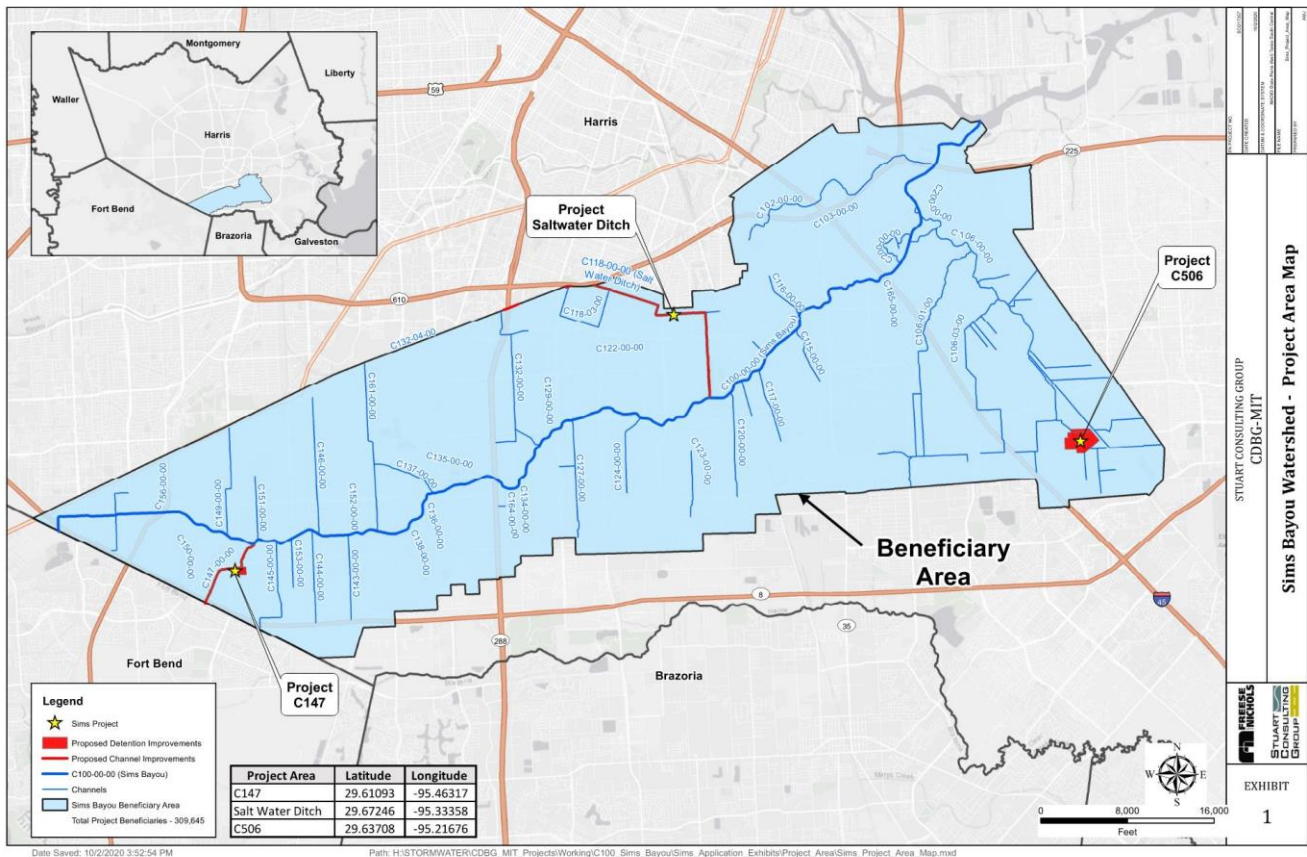 Montgomery
Liberty
Waller
Harris
Fort Bend
Brazoria
Galveston
59
Harris
225
Project
Saltwater Ditch
Project
C506
610
C118-00-00 (Salt
Water Ditch)
C118-03-00
C102-00-00
C103-00-00
C106-00-00
C116-00-00
C165-00-00
C106-03-00
C115-00-00
C117-00-00
C100-00-00 (Sims Bayou)
C122-00-00
C132-04-00
C132-00-00
C129-00-00
C161-00-00
C146-00-00
C135-00-00
C137-00-00
C136-00-00
C138-00-00
C134-00-00
C164-00-00
C127-00-00
C124-00-00
C123-00-00
C120-00-00
C156-00-00
C149-00-00
C151-00-00
C152-00-00
C150-00-00
C147-00-00
C145-00-00
C153-00-00
C144-00-00
C143-00-00
Beneficiary
Area
45
8
35
288
Fort Bend
Brazoria
Project
C147
Legend
Sims Project
Proposed Detention Improvements
Proposed Channel Improvements
C100-00-00 (Sims Bayou)
Channels
Sims Bayou Beneficiary Area
Total Project Beneficiaries - 309,645
Project Area Latitude Longitude
C147 29.61093 -95.46317
Salt Water Ditch 29.67246 -95.33358
C506 29.63708 -95.21676
N
W E
S
0 8,000 16,000
Feet
STUART CONSULTING GROUP
CDBG-MIT
Sims Bayou Watershed - Project Area Map
FREESE
NICHOLS
STUART
CONSULTING
GROUP
EXHIBIT
1
Date Saved: 10/2/2020 3:52:54 PM
Path: H:\STORMWATER\CDBG_MIT_Projects\Working\C100_Sims_Bayou\Sims_Application_Exhibits\Project_Area\Sims_Project_Area_Map.mxd